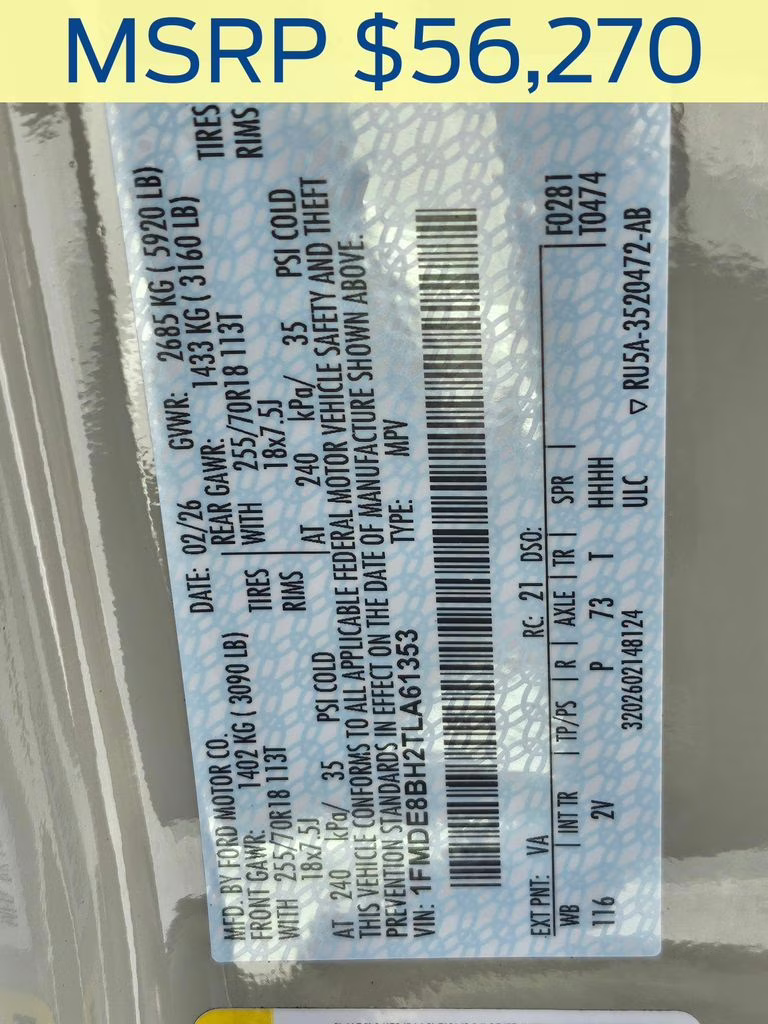 MSRP $56,270
MFD. BY FORD MOTOR CO.
DATE: 02/26 GVWR: 2685 KG ( 5920 LB)
FRONT GAWR: 1402 KG ( 3090 LB) REAR GAWR: 1433 KG ( 3160 LB)
WITH 255/70R18 113T TIRES WITH 255/70R18 113T TIRES
18x7.5J RIMS 18x7.5J RIMS
AT 240 kPa/ 35 PSI COLD AT 240 kPa/ 35 PSI COLD
THIS VEHICLE CONFORMS TO ALL APPLICABLE FEDERAL MOTOR VEHICLE SAFETY AND THEFT
PREVENTION STANDARDS IN EFFECT ON THE DATE OF MANUFACTURE SHOWN ABOVE.
VIN: 1FMDE8BH2TLA61353 TYPE: MPV
EXT PNT: VA RC: 21 DSO: F0281
WB INT TR TP/PS R AXLE TR SPR T0474
116 2V P 73 T HHHH
3202602148124 ULC ▽ RU5A-3520472-AB